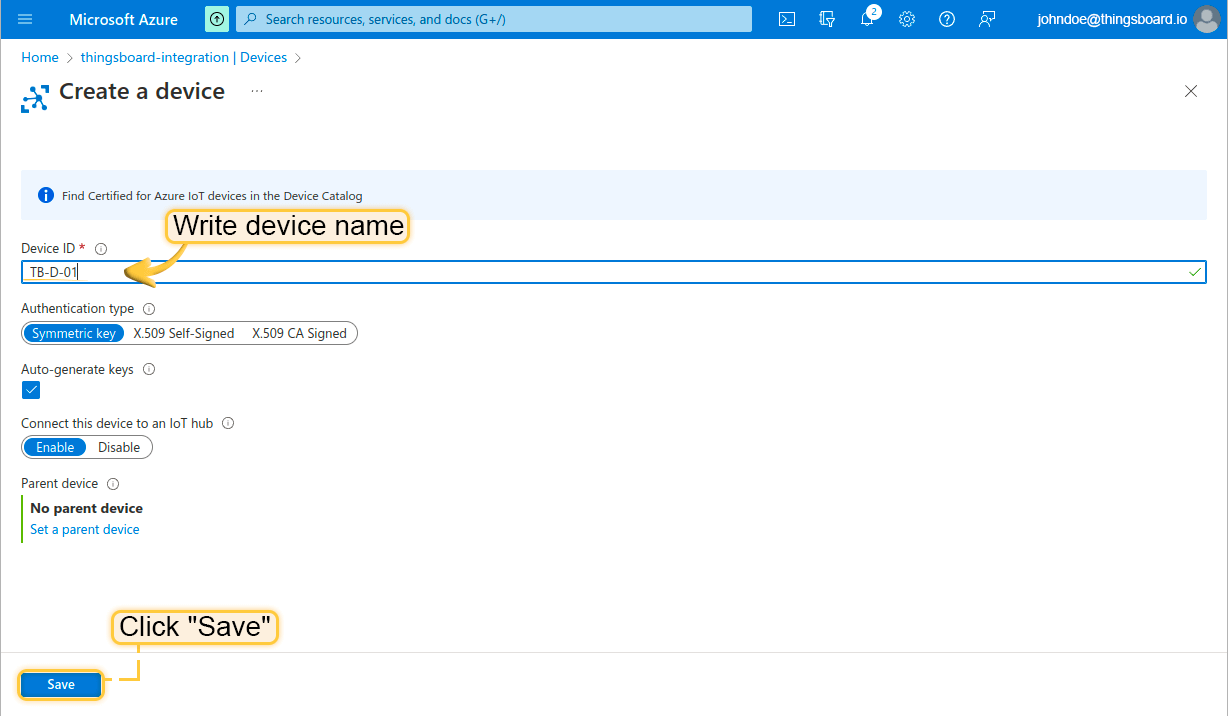 Microsoft Azure
Search resources, services, and docs (G+/)
2
johndoe@thingsboard.io
Home > thingsboard-integration | Devices >
Create a device ...
Find Certified for Azure IoT devices in the Device Catalog
Write device name
Device ID *
TB-D-01
Authentication type
Symmetric key X.509 Self-Signed X.509 CA Signed
Auto-generate keys
Connect this device to an IoT hub
Enable Disable
Parent device
No parent device
Set a parent device
Click "Save"
Save